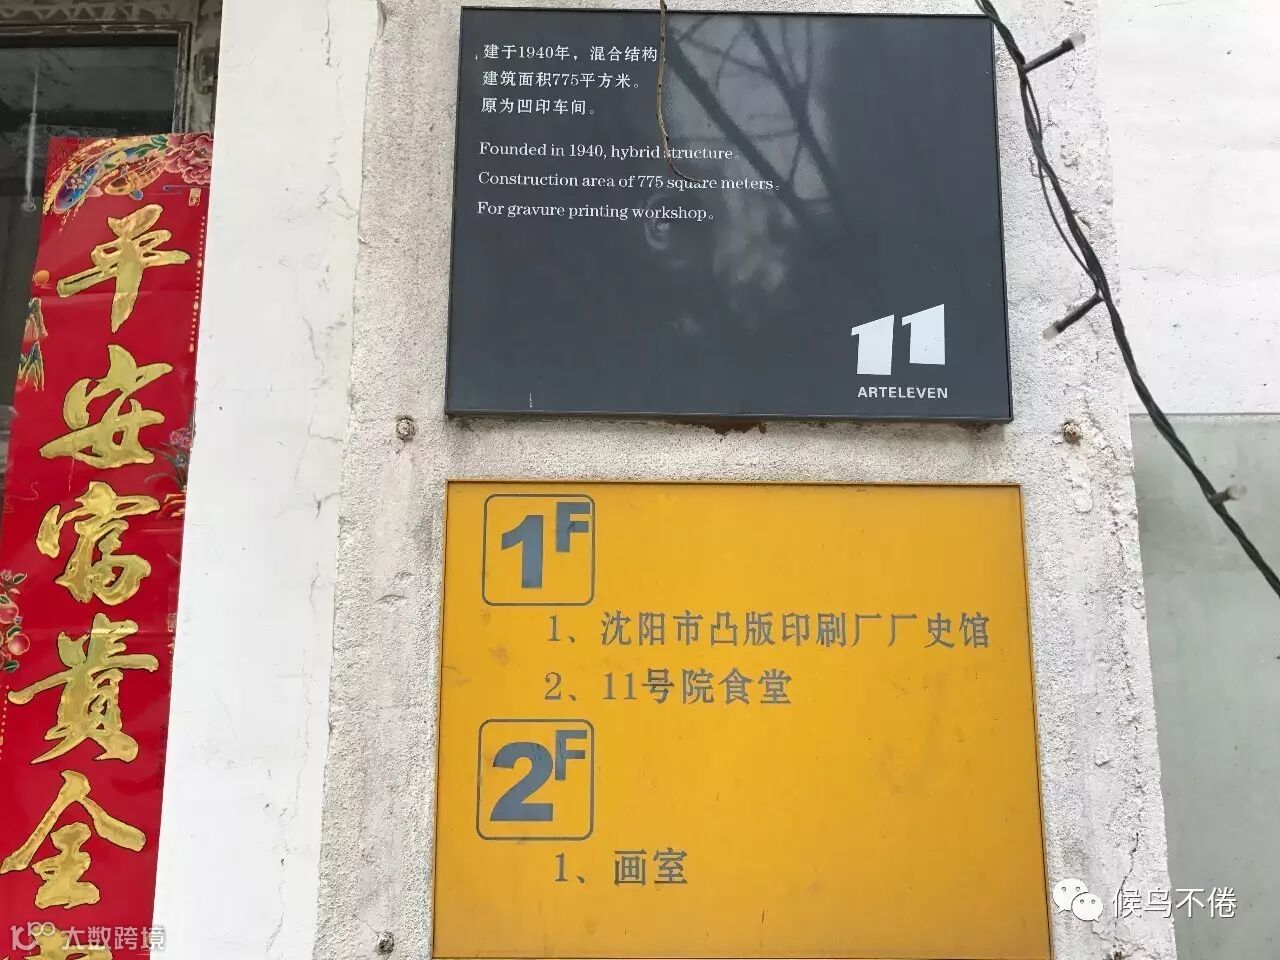 平安富贵全
建于1940年，混合结构
建筑面积775平方米。
原为凹印车间。
Founded in 1940, hybrid structure。
Construction area of 775 square meters。
For gravure printing workshop。
11
ARTELEVEN
1F
1、沈阳市凸版印刷厂厂史馆
2、11号院食堂
2F
1、画室
候鸟不倦
大数跨境